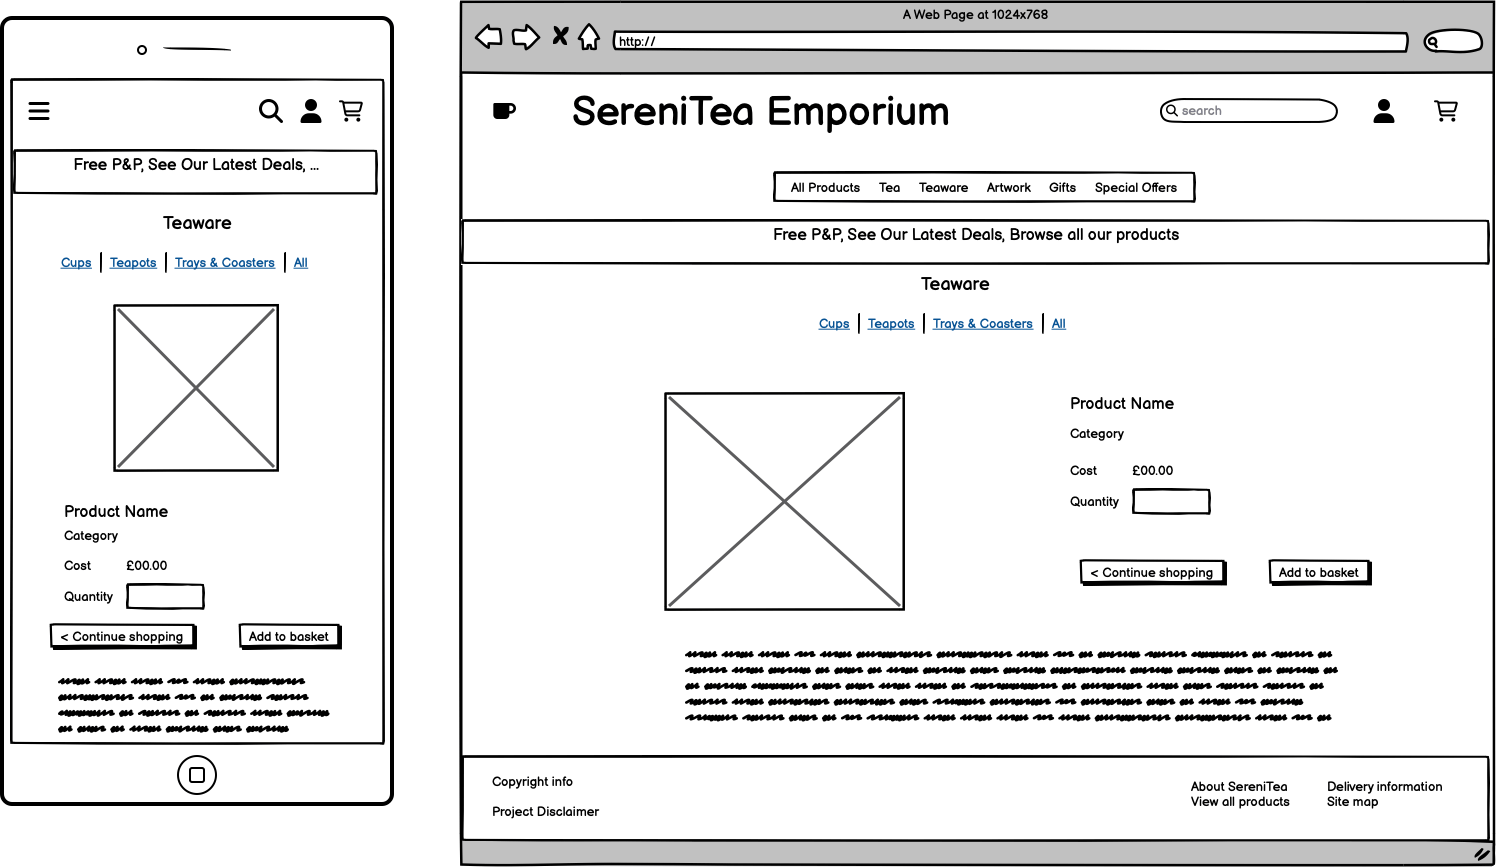 Free P&P, See Our Latest Deals, ...
Teaware
Cups Teapots Trays & Coasters All
Product Name
Category
Cost £00.00
Quantity
< Continue shopping Add to basket
A Web Page at 1024x768
http://
SereniTea Emporium
search
All Products Tea Teaware Artwork Gifts Special Offers
Free P&P, See Our Latest Deals, Browse all our products
Teaware
Cups Teapots Trays & Coasters All
Product Name
Category
Cost £00.00
Quantity
< Continue shopping Add to basket
Copyright info
Project Disclaimer
About SereniTea Delivery information
View all products Site map